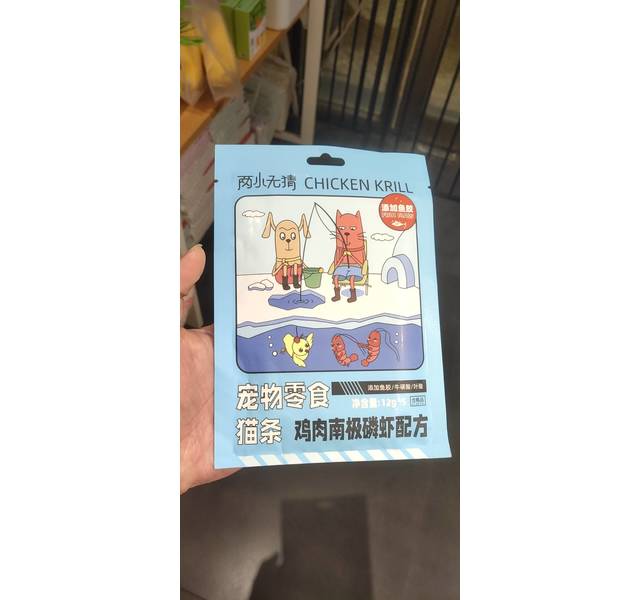 两小无猜 CHICKEN KRILL
添加鱼胶
宠物零食
添加鱼胶/牛磺酸/叶黄
净含量:12g*5
猫条 鸡肉南极磷虾配方